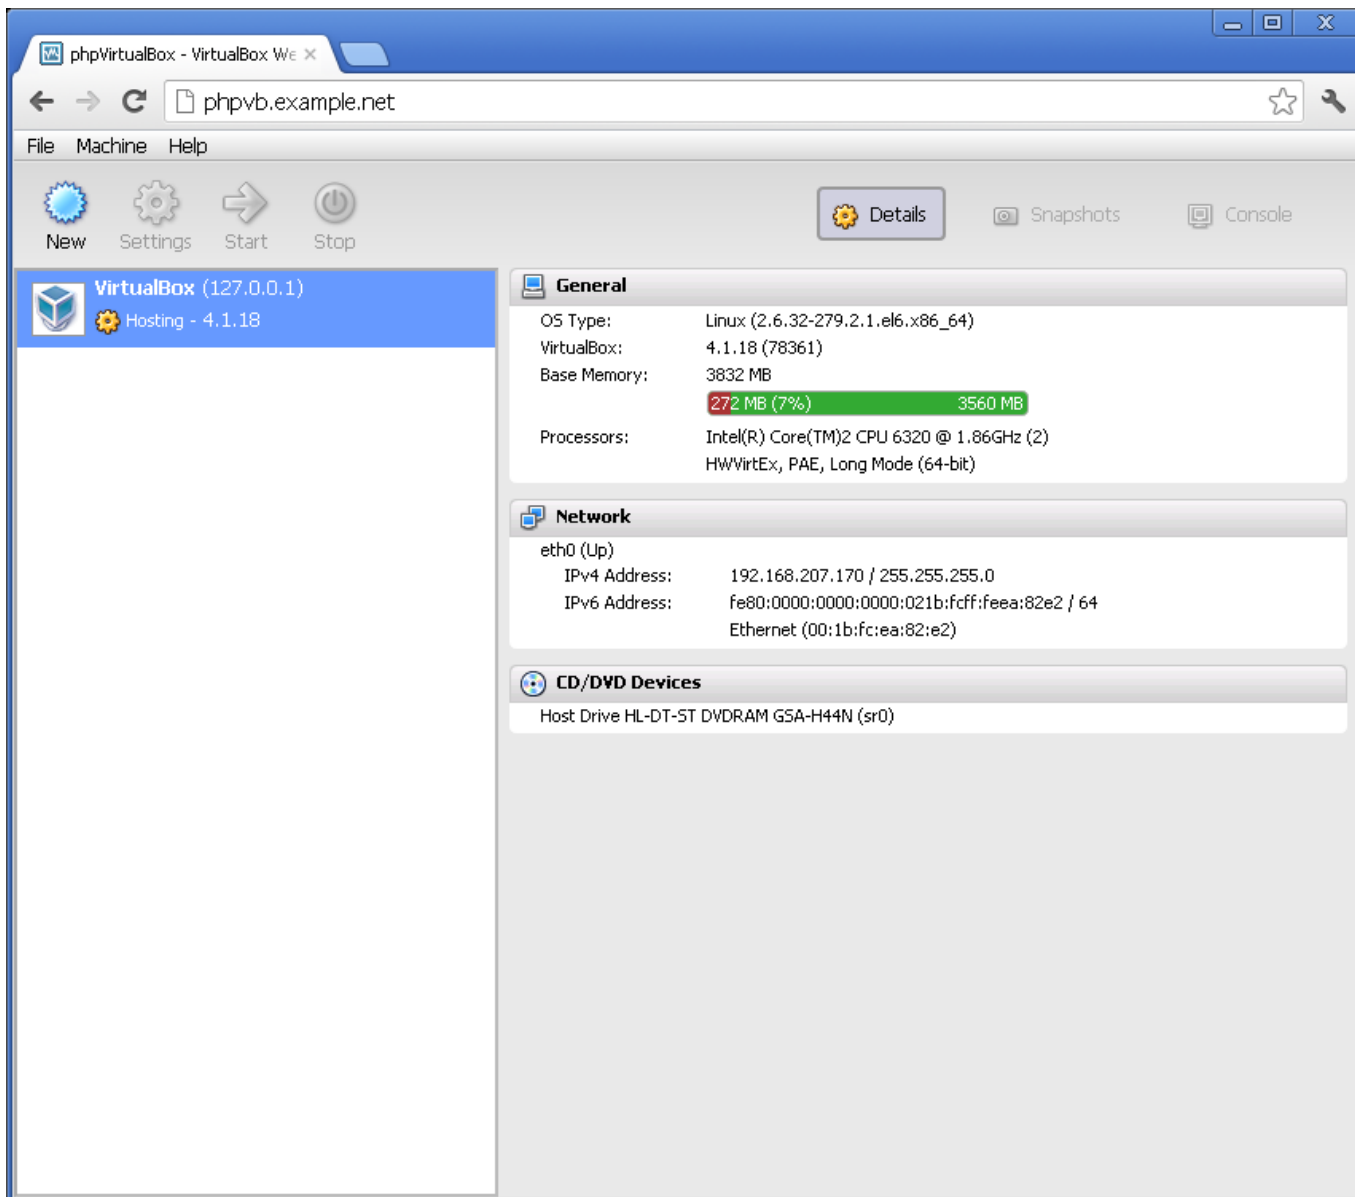 phpVirtualBox - VirtualBox We
phpvb.example.net
File Machine Help
New Settings Start Stop Details Snapshots Console
VirtualBox (127.0.0.1)
Hosting - 4.1.18
General
OS Type: Linux (2.6.32-279.2.1.el6.x86_64)
VirtualBox: 4.1.18 (78361)
Base Memory: 3832 MB
272 MB (7%) 3560 MB
Processors: Intel(R) Core(TM)2 CPU 6320 @ 1.86GHz (2)
HWVirtEx, PAE, Long Mode (64-bit)
Network
eth0 (Up)
IPv4 Address: 192.168.207.170 / 255.255.255.0
IPv6 Address: fe80:0000:0000:0000:021b:fcff:feea:82e2 / 64
Ethernet (00:1b:fc:ea:82:e2)
CD/DVD Devices
Host Drive HL-DT-ST DVDRAM GSA-H44N (sr0)